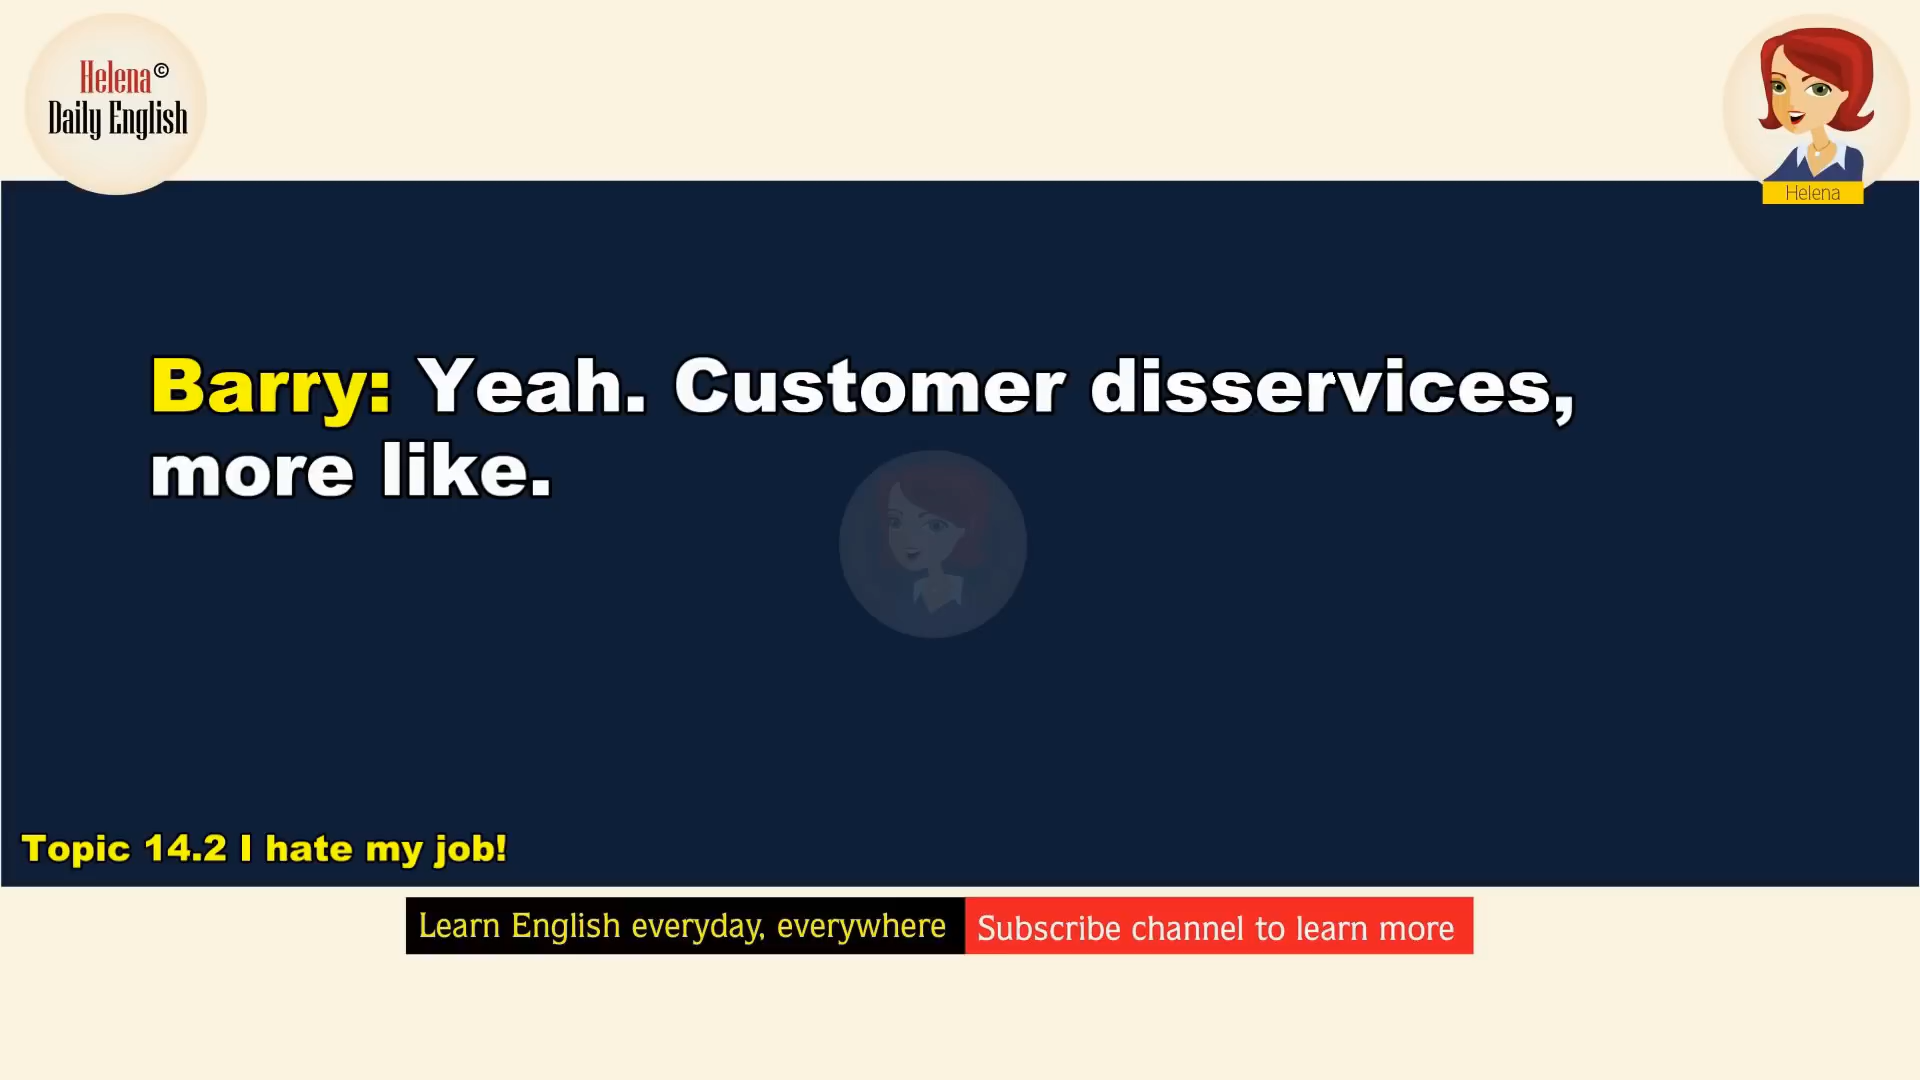 Helena©
Daily English
Helena
Barry: Yeah. Customer disservices,
more like.
Topic 14.2 I hate my job!
Learn English everyday, everywhere
Subscribe channel to learn more